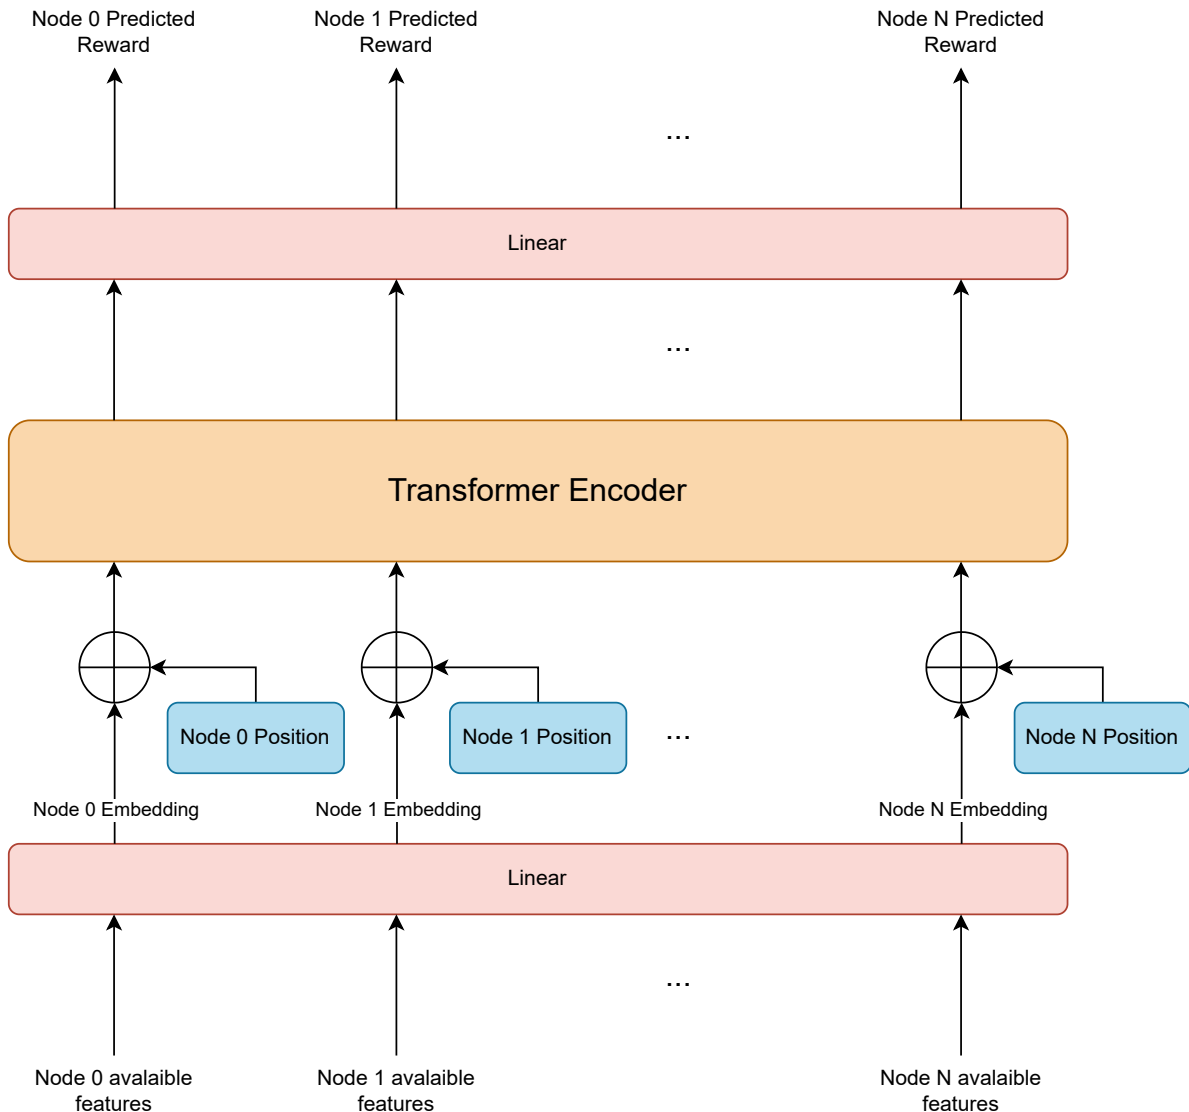 Node 0 Predicted
Reward
Node 1 Predicted
Reward
Node N Predicted
Reward
...
Linear
...
Transformer Encoder
Node 0 Position
Node 1 Position
...
Node N Position
Node 0 Embedding
Node 1 Embedding
Node N Embedding
Linear
...
Node 0 avalaible
features
Node 1 avalaible
features
Node N avalaible
features